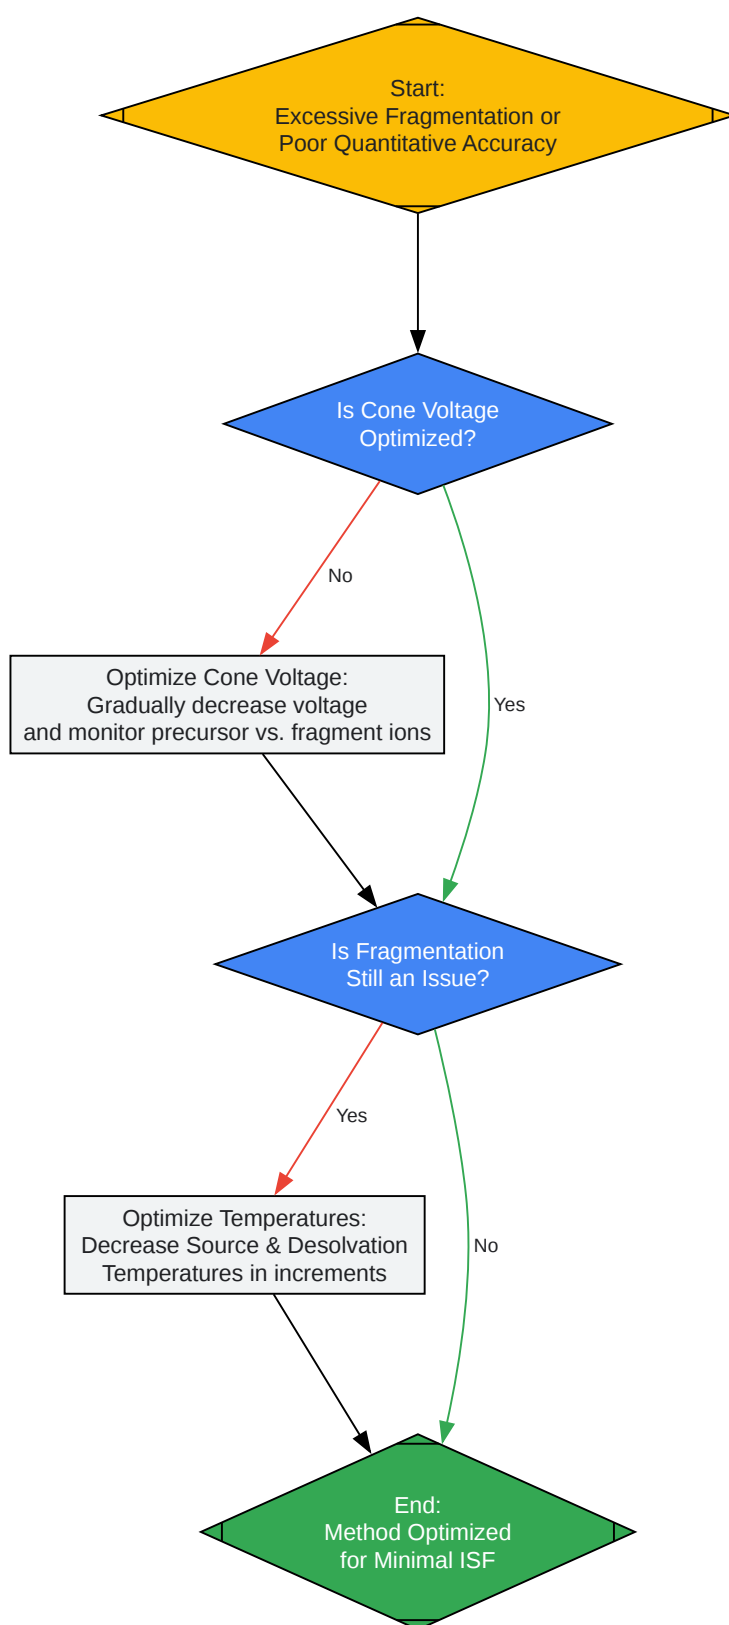 Start:
Excessive Fragmentation or
Poor Quantitative Accuracy
Is Cone Voltage
Optimized?
No
Optimize Cone Voltage:
Gradually decrease voltage
and monitor precursor vs. fragment ions
Yes
Is Fragmentation
Still an Issue?
Yes
Optimize Temperatures:
Decrease Source & Desolvation
Temperatures in increments
No
End:
Method Optimized
for Minimal ISF